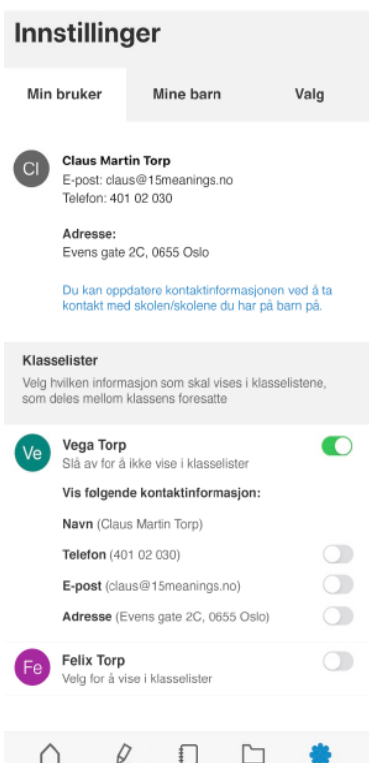 Innstillinger
Min bruker
Mine barn
Valg
Cl
Claus Martin Torp
E-post: claus@15meanings.no
Telefon: 401 02 030
Adresse:
Evens gate 2C, 0655 Oslo
Du kan oppdatere kontaktinformasjonen ved å ta
kontakt med skolen/skolene du har på barn på.
Klasselister
Velg hvilken informasjon som skal vises i klasselistene,
som deles mellom klassens foresatte
Ve
Vega Torp
Slå av for å ikke vise i klasselister
Vis følgende kontaktinformasjon:
Navn (Claus Martin Torp)
Telefon (401 02 030)
E-post (claus@15meanings.no)
Adresse (Evens gate 2C, 0655 Oslo)
Fe
Felix Torp
Velg for å vise i klasselister